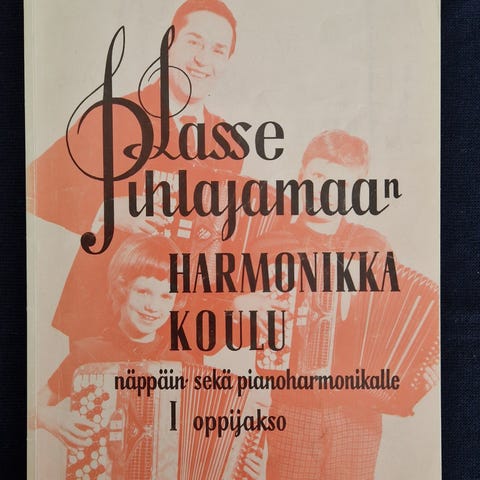 Lasse
Pihlajamaan
HARMONIKKA
KOULU
näppäin- sekä pianoharmonikalle
I oppijakso